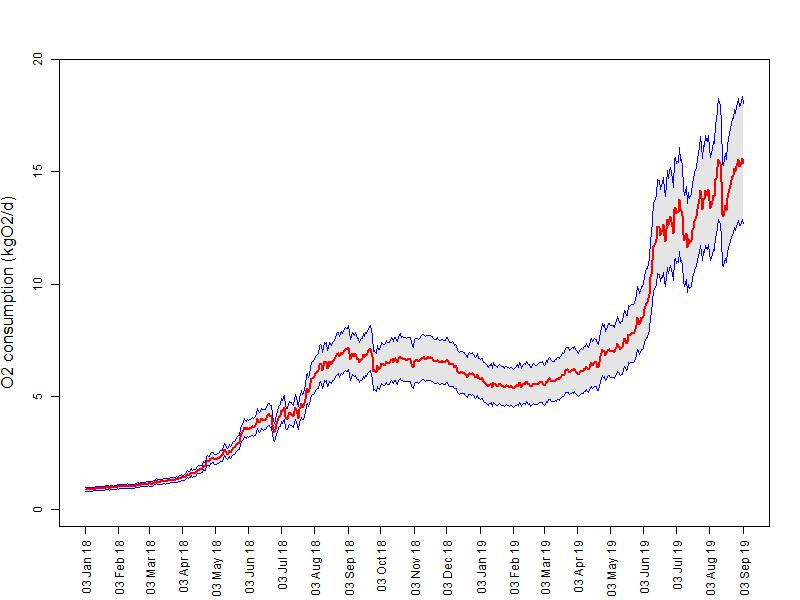 O2 consumption (kgO2/d)
20
15
10
5
0
03 Jan 18
03 Feb 18
03 Mar 18
03 Apr 18
03 May 18
03 Jun 18
03 Jul 18
03 Aug 18
03 Sep 18
03 Oct 18
03 Nov 18
03 Dec 18
03 Jan 19
03 Feb 19
03 Mar 19
03 Apr 19
03 May 19
03 Jun 19
03 Jul 19
03 Aug 19
03 Sep 19